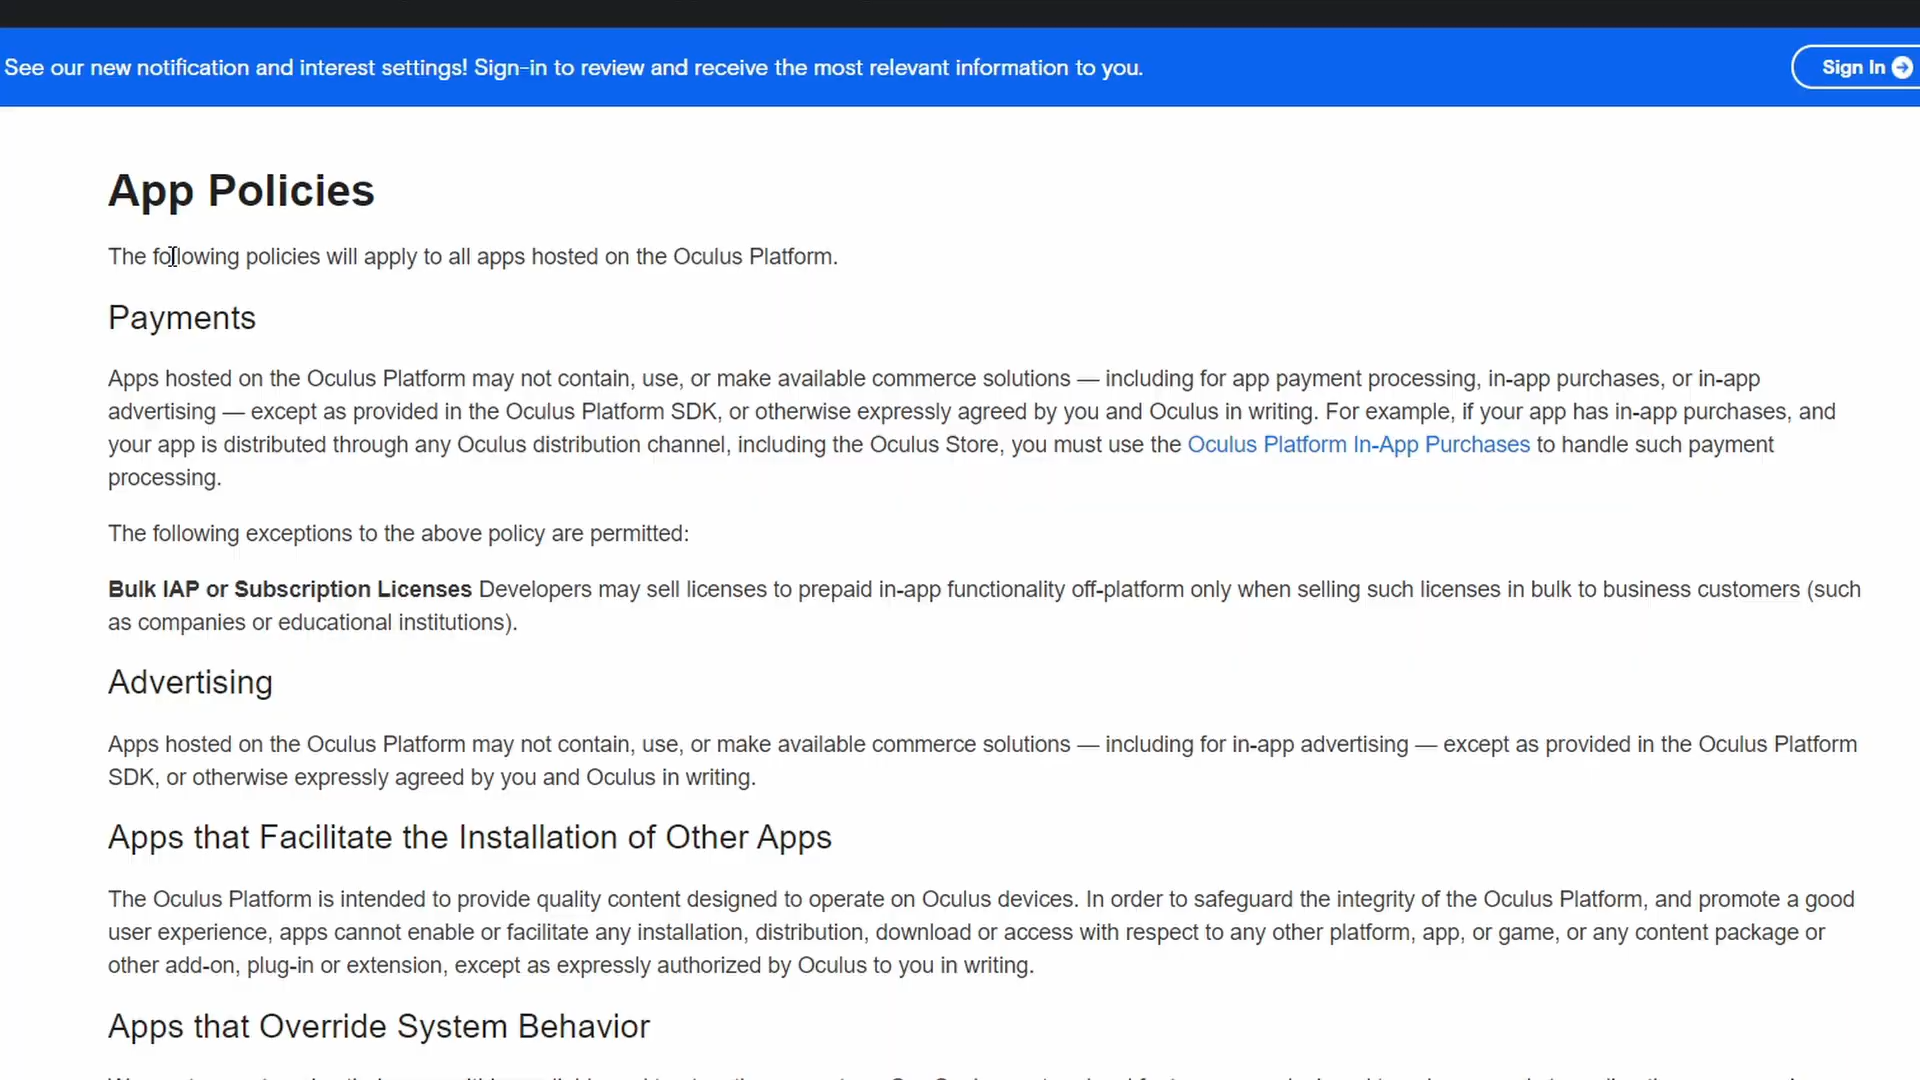 See our new notification and interest settings! Sign-in to review and receive the most relevant information to you.
Sign In
App Policies
The following policies will apply to all apps hosted on the Oculus Platform.
Payments
Apps hosted on the Oculus Platform may not contain, use, or make available commerce solutions — including for app payment processing, in-app purchases, or in-app
advertising — except as provided in the Oculus Platform SDK, or otherwise expressly agreed by you and Oculus in writing. For example, if your app has in-app purchases, and
your app is distributed through any Oculus distribution channel, including the Oculus Store, you must use the Oculus Platform In-App Purchases to handle such payment
processing.
The following exceptions to the above policy are permitted:
Bulk IAP or Subscription Licenses Developers may sell licenses to prepaid in-app functionality off-platform only when selling such licenses in bulk to business customers (such
as companies or educational institutions).
Advertising
Apps hosted on the Oculus Platform may not contain, use, or make available commerce solutions — including for in-app advertising — except as provided in the Oculus Platform
SDK, or otherwise expressly agreed by you and Oculus in writing.
Apps that Facilitate the Installation of Other Apps
The Oculus Platform is intended to provide quality content designed to operate on Oculus devices. In order to safeguard the integrity of the Oculus Platform, and promote a good
user experience, apps cannot enable or facilitate any installation, distribution, download or access with respect to any other platform, app, or game, or any content package or
other add-on, plug-in or extension, except as expressly authorized by Oculus to you in writing.
Apps that Override System Behavior